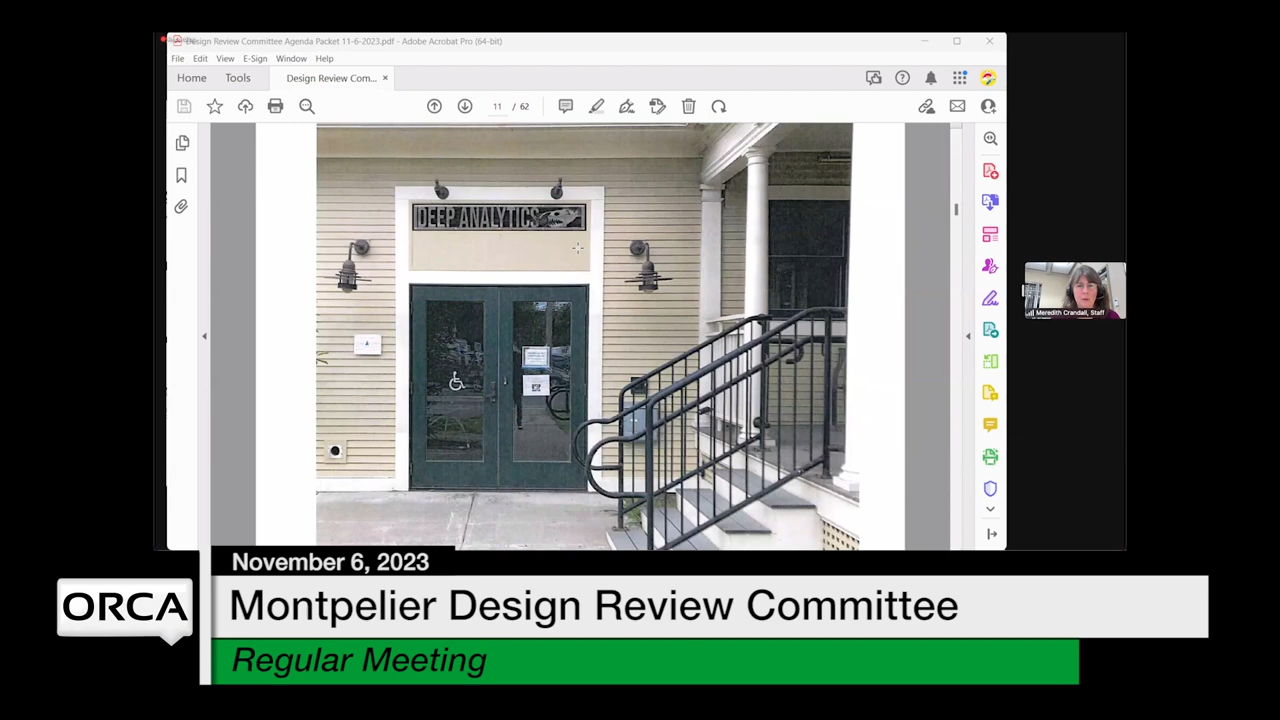 Design Review Committee Agenda Packet 11-6-2023.pdf - Adobe Acrobat Pro (64-bit)
File Edit View E-Sign Window Help
Home Tools Design Review Com... ×
11 / 62
DEEP ANALYTICS
Meredith Crandall, Staff
November 6, 2023
ORCA
Montpelier Design Review Committee
Regular Meeting